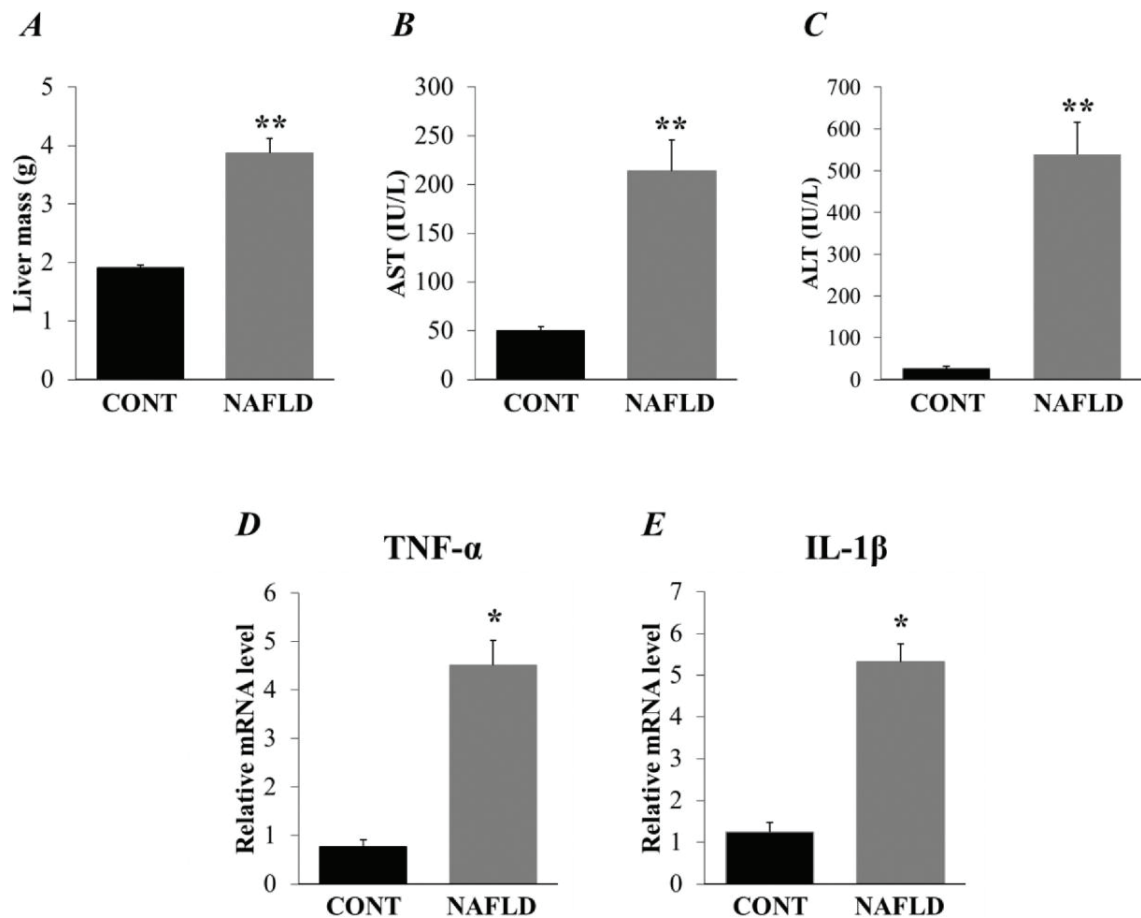 A
B
C
Liver mass (g)
5
4
3
2
1
0
**
CONT NAFLD
AST (IU/L)
300
250
200
150
100
50
0
**
CONT NAFLD
ALT (IU/L)
700
600
500
400
300
200
100
0
**
CONT NAFLD
D
TNF-α
Relative mRNA level
6
5
4
3
2
1
0
*
CONT NAFLD
E
IL-1β
Relative mRNA level
7
6
5
4
3
2
1
0
*
CONT NAFLD